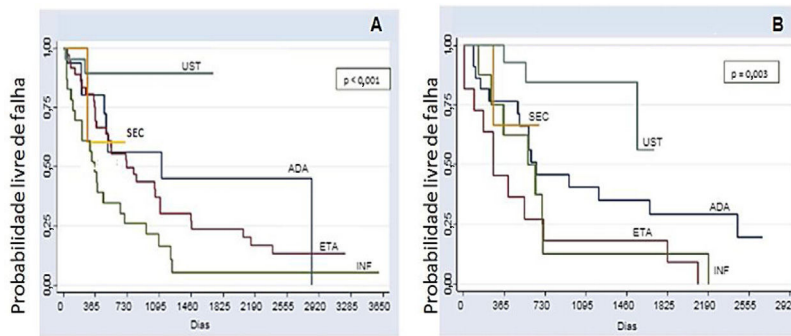 A
Probabilidade livre de falha
1,00
0,75
0,50
0,25
0,00
UST
p < 0,001
SEC
ADA
ETA
INF
0 365 730 1095 1460 1825 2190 2555 2920 3285 3650
Dias
B
Probabilidade livre de falha
1,00
0,75
0,50
0,25
0,00
p = 0,003
SEC
UST
ADA
ETA
INF
0 365 730 1095 1460 1825 2190 2555
Dias